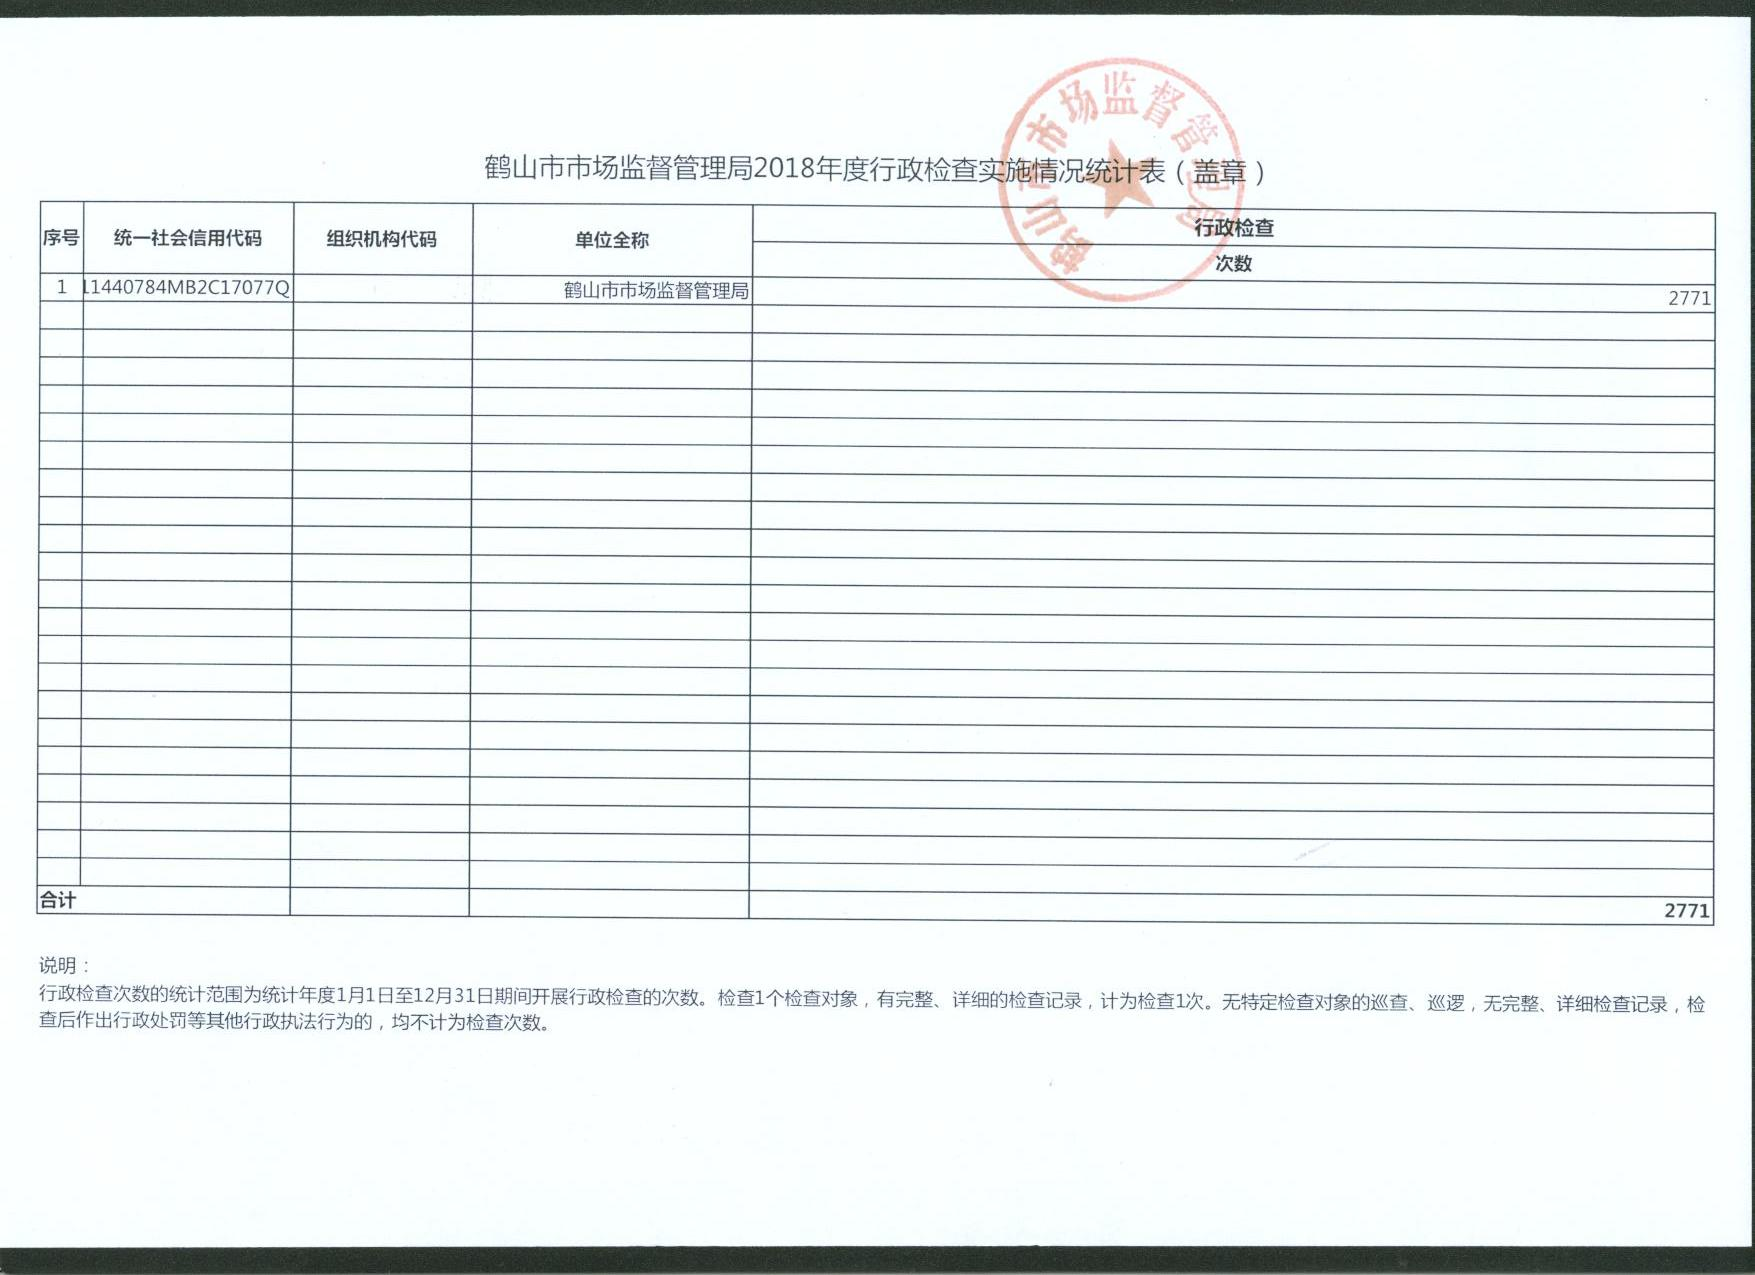 鹤山市市场监督管理局
鹤山市市场监督管理局2018年度行政检查实施情况统计表（盖章）
序号 统一社会信用代码 组织机构代码 单位全称 行政检查
次数
1 11440784MB2C17077Q 鹤山市市场监督管理局 2771
合计 2771
说明：
行政检查次数的统计范围为统计年度1月1日至12月31日期间开展行政检查的次数。检查1个检查对象，有完整、详细的检查记录，计为检查1次。无特定检查对象的巡查、巡逻，无完整、详细检查记录，检
查后作出行政处罚等其他行政执法行为的，均不计为检查次数。